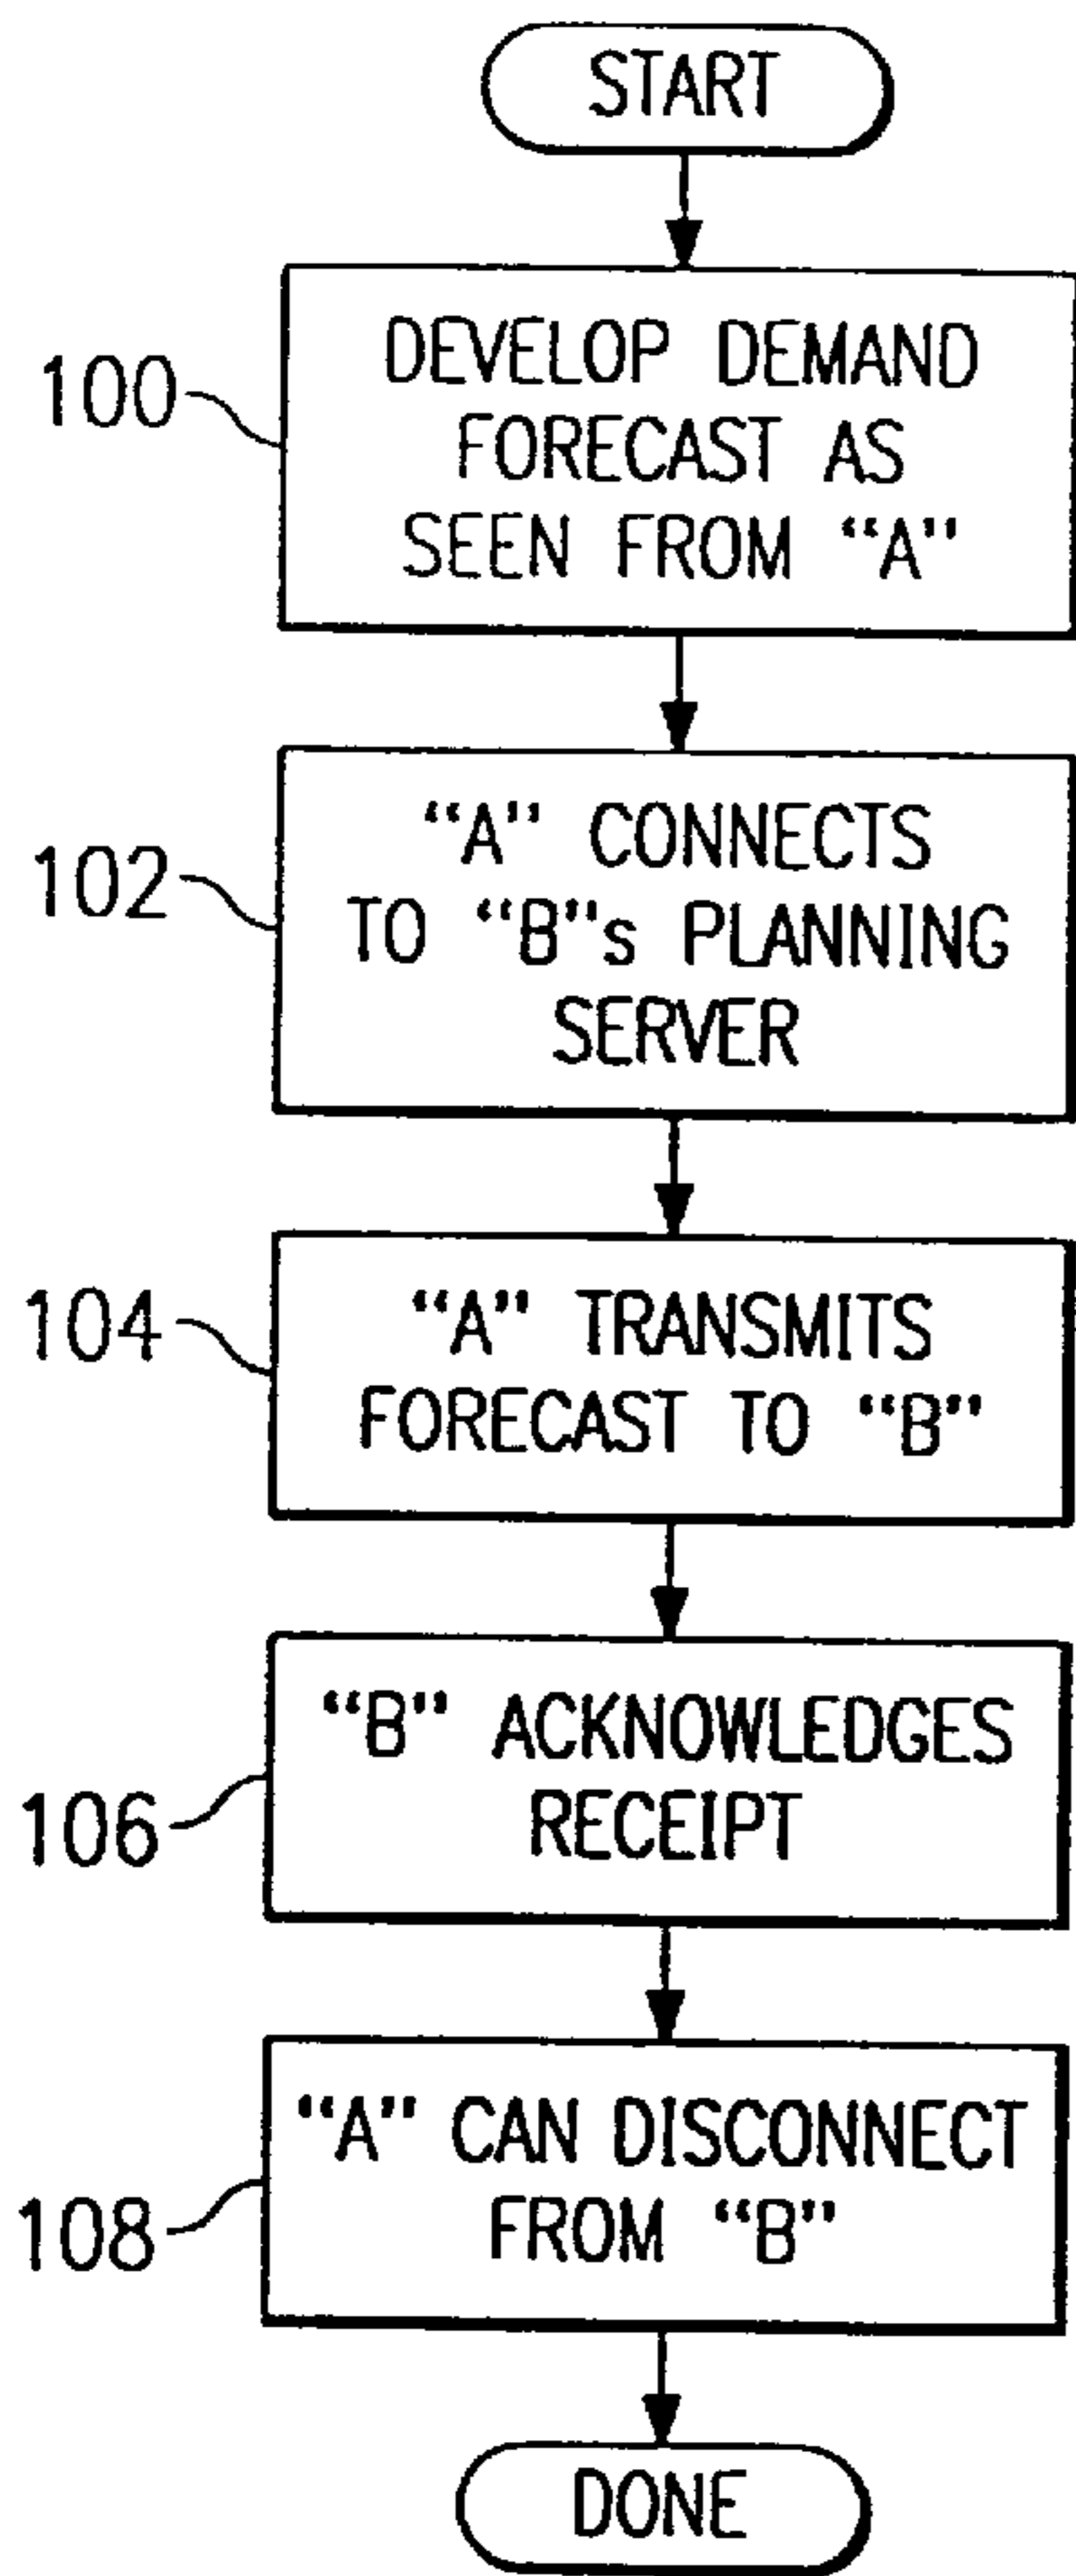 START
100
DEVELOP DEMAND
FORECAST AS
SEEN FROM “A”
102
“A” CONNECTS
TO “B”s PLANNING
SERVER
104
“A” TRANSMITS
FORECAST TO “B”
106
“B” ACKNOWLEDGES
RECEIPT
108
“A” CAN DISCONNECT
FROM “B”
DONE